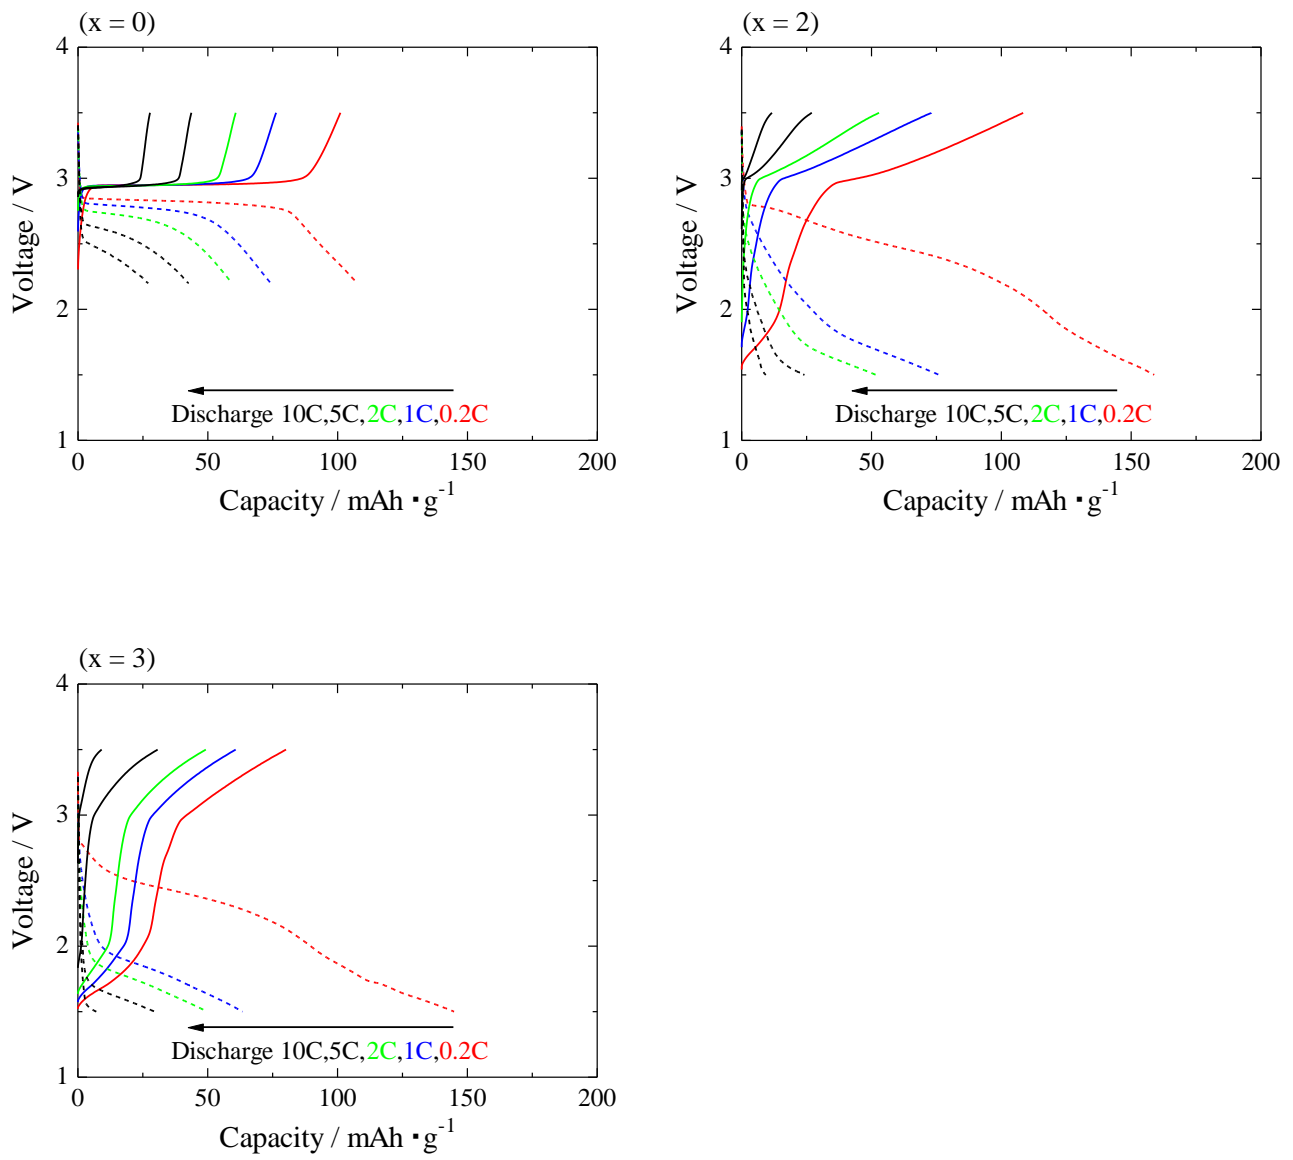 (x = 0)
4
3
2
1
Voltage / V
Discharge 10C,5C,2C,1C,0.2C
0 50 100 150 200
Capacity / mAh・g-1
(x = 2)
4
3
2
1
Voltage / V
Discharge 10C,5C,2C,1C,0.2C
0 50 100 150 200
Capacity / mAh・g-1
(x = 3)
4
3
2
1
Voltage / V
Discharge 10C,5C,2C,1C,0.2C
0 50 100 150 200
Capacity / mAh・g-1